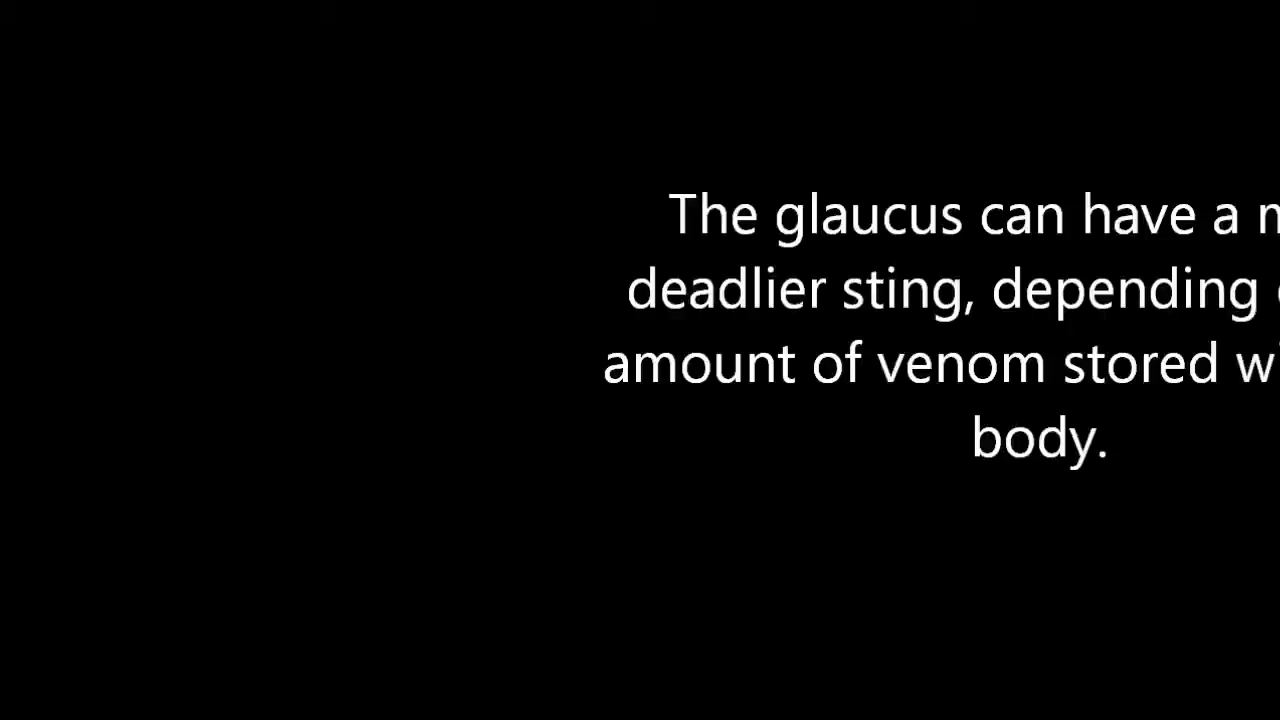 The glaucus can have a
deadlier sting, depending
amount of venom stored
body.